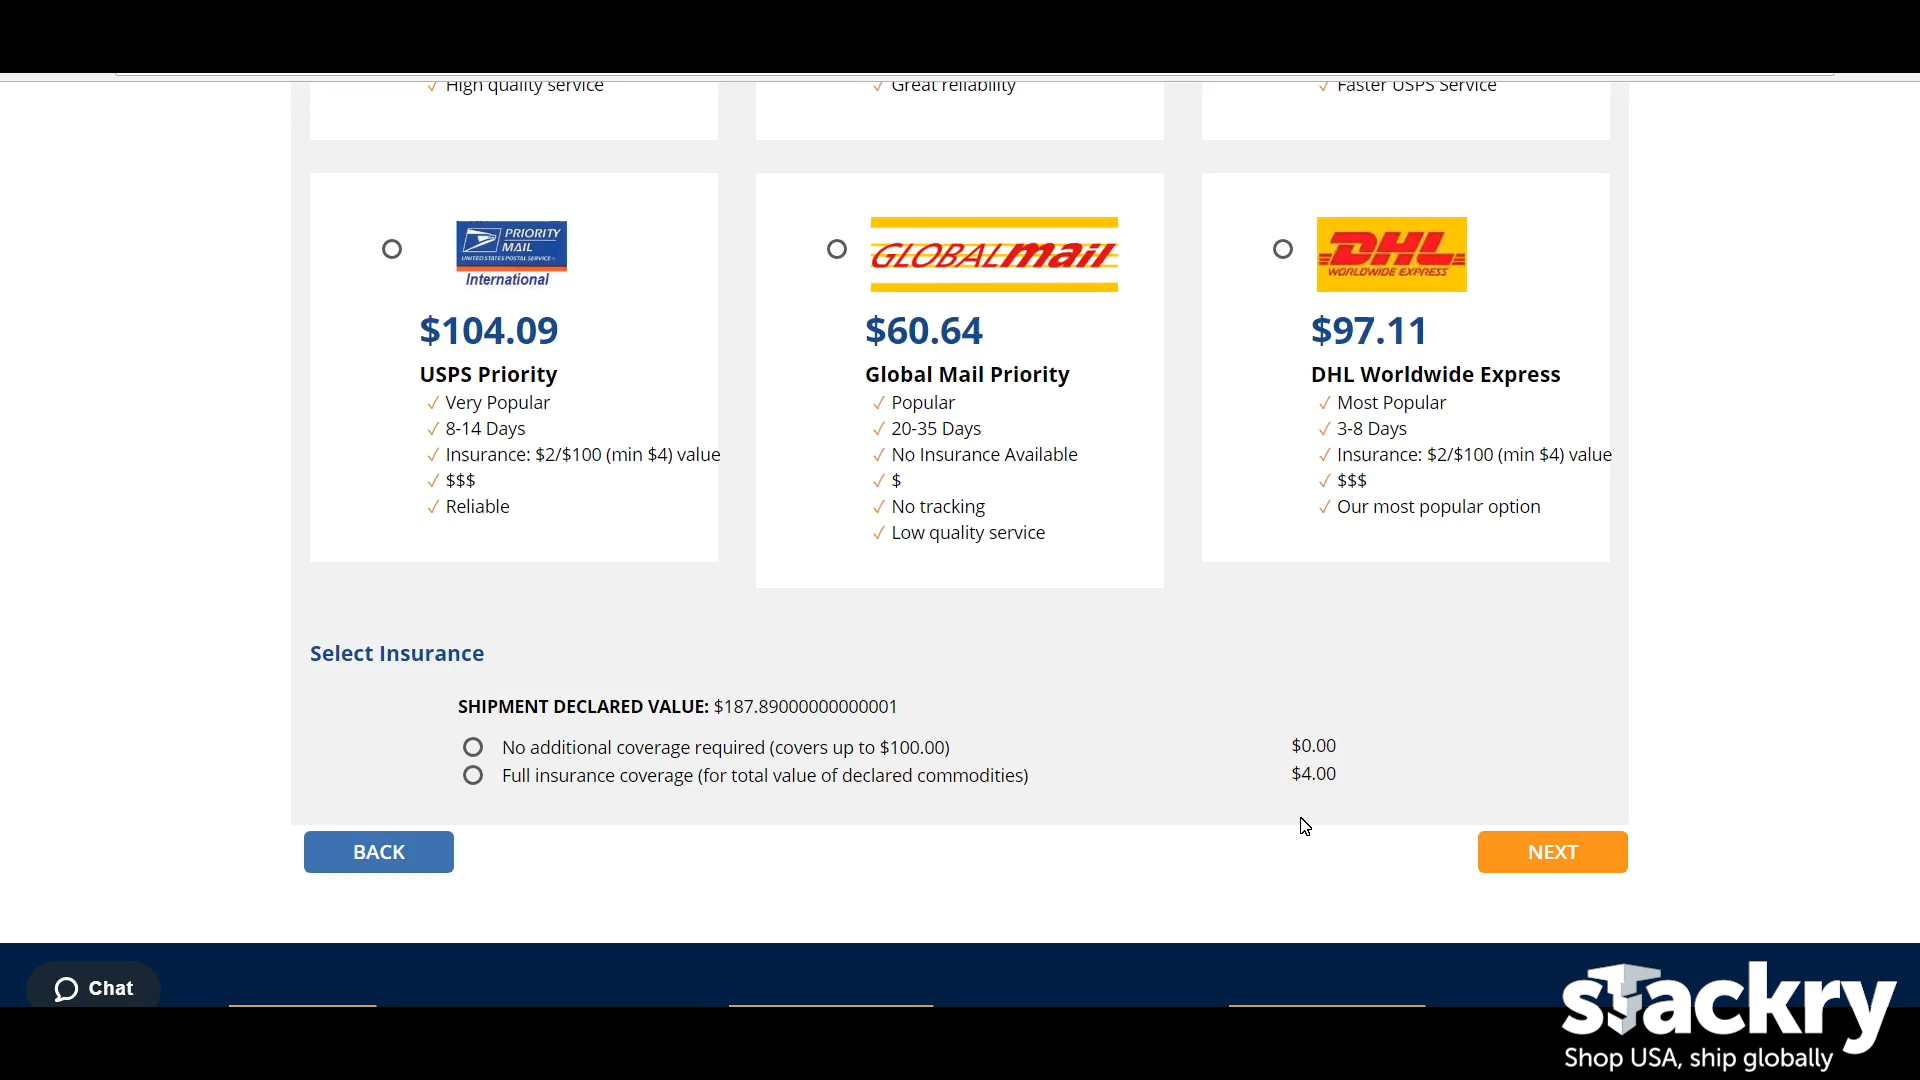 ✓ High quality service
✓ Great reliability
✓ Faster USPS Service
PRIORITY
MAIL
UNITED STATES POSTAL SERVICE
International
$104.09
USPS Priority
✓ Very Popular
✓ 8-14 Days
✓ Insurance: $2/$100 (min $4) value
✓ $$$
✓ Reliable
GLOBALmail
$60.64
Global Mail Priority
✓ Popular
✓ 20-35 Days
✓ No Insurance Available
✓ $
✓ No tracking
✓ Low quality service
DHL
WORLDWIDE EXPRESS
$97.11
DHL Worldwide Express
✓ Most Popular
✓ 3-8 Days
✓ Insurance: $2/$100 (min $4) value
✓ $$$
✓ Our most popular option
Select Insurance
SHIPMENT DECLARED VALUE: $187.89000000000001
No additional coverage required (covers up to $100.00) $0.00
Full insurance coverage (for total value of declared commodities) $4.00
BACK
NEXT
Chat
stackry
Shop USA, ship globally